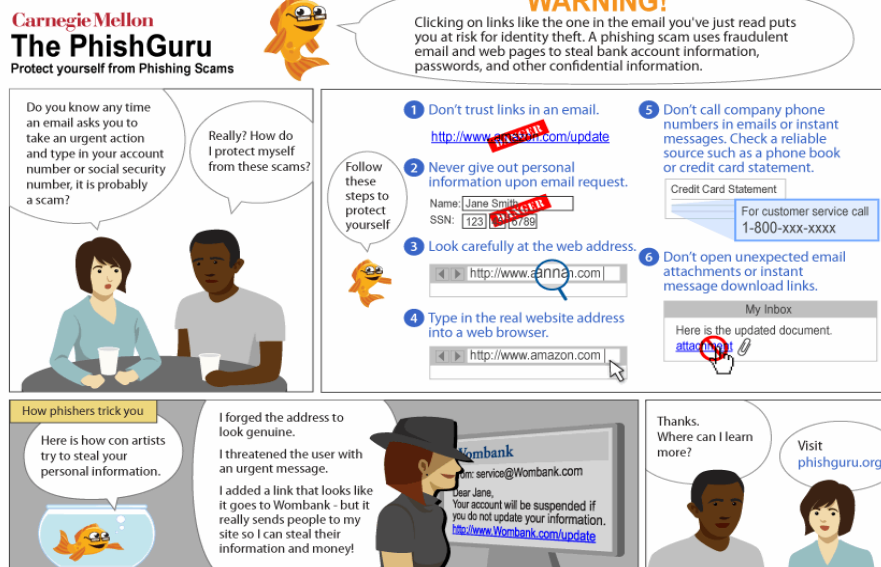 Carnegie Mellon
The PhishGuru
Protect yourself from Phishing Scams
WARNING!
Clicking on links like the one in the email you've just read puts
you at risk for identity theft. A phishing scam uses fraudulent
email and web pages to steal bank account information,
passwords, and other confidential information.
Do you know any time
an email asks you to
take an urgent action
and type in your account
number or social security
number, it is probably
a scam?
Really? How do
I protect myself
from these scams?
Follow
these
steps to
protect
yourself
1 Don't trust links in an email.
http://www.amazon.com/update
DANGER
2 Never give out personal
information upon email request.
Name: Jane Smith
SSN: 123 6789
DANGER
3 Look carefully at the web address.
http://www.amannan.com
4 Type in the real website address
into a web browser.
http://www.amazon.com
5 Don't call company phone
numbers in emails or instant
messages. Check a reliable
source such as a phone book
or credit card statement.
Credit Card Statement
For customer service call
1-800-xxx-xxxx
6 Don't open unexpected email
attachments or instant
message download links.
My Inbox
Here is the updated document.
attachment
How phishers trick you
Here is how con artists
try to steal your
personal information.
I forged the address to
look genuine.
I threatened the user with
an urgent message.
I added a link that looks like
it goes to Wombank - but it
really sends people to my
site so I can steal their
information and money!
Wombank
From: service@Wombank.com
Dear Jane,
Your account will be suspended if
you do not update your information.
http://www.Wombank.com/update
Thanks.
Where can I learn
more?
Visit
phishguru.org